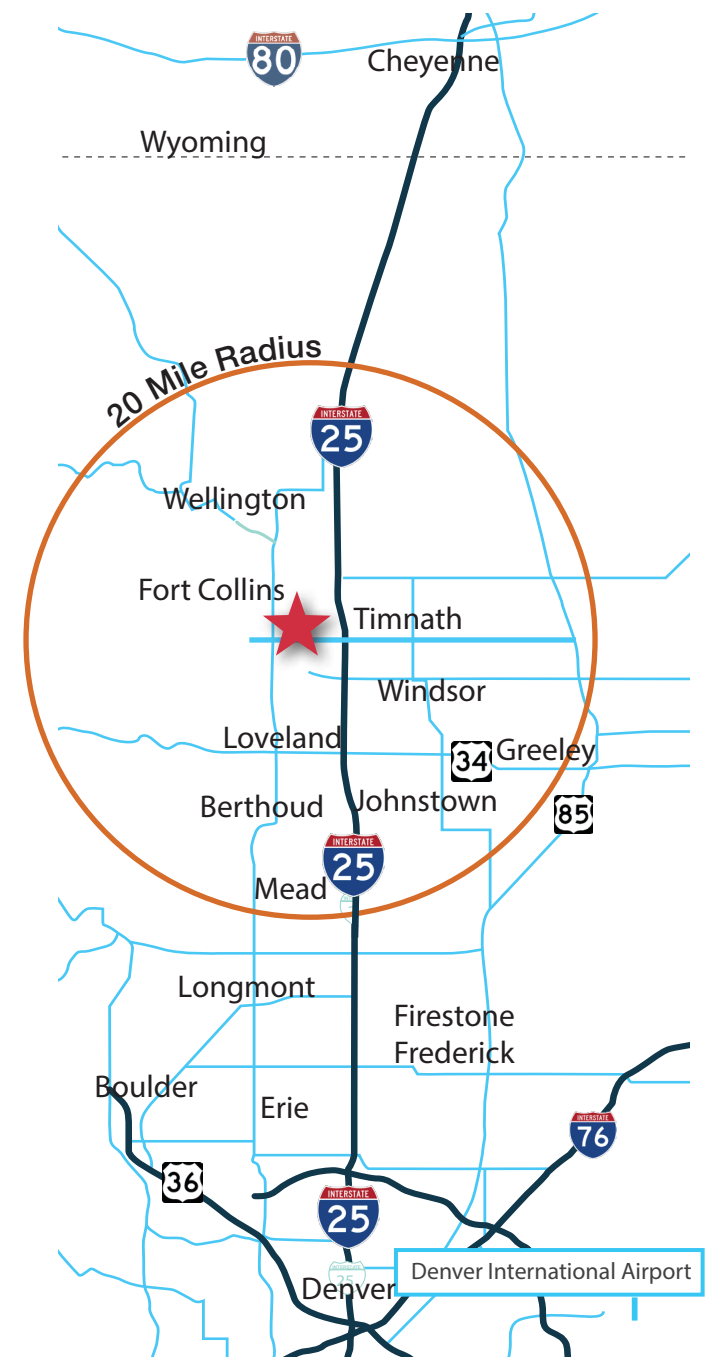 INTERSTATE
80
Cheyenne
Wyoming
20 Mile Radius
INTERSTATE
25
Wellington
Fort Collins
Timnath
Windsor
Loveland
34
Greeley
Berthoud
Johnstown
85
INTERSTATE
25
Mead
Longmont
Firestone
Frederick
Boulder
Erie
INTERSTATE
76
36
INTERSTATE
25
Denver International Airport
25
Denver